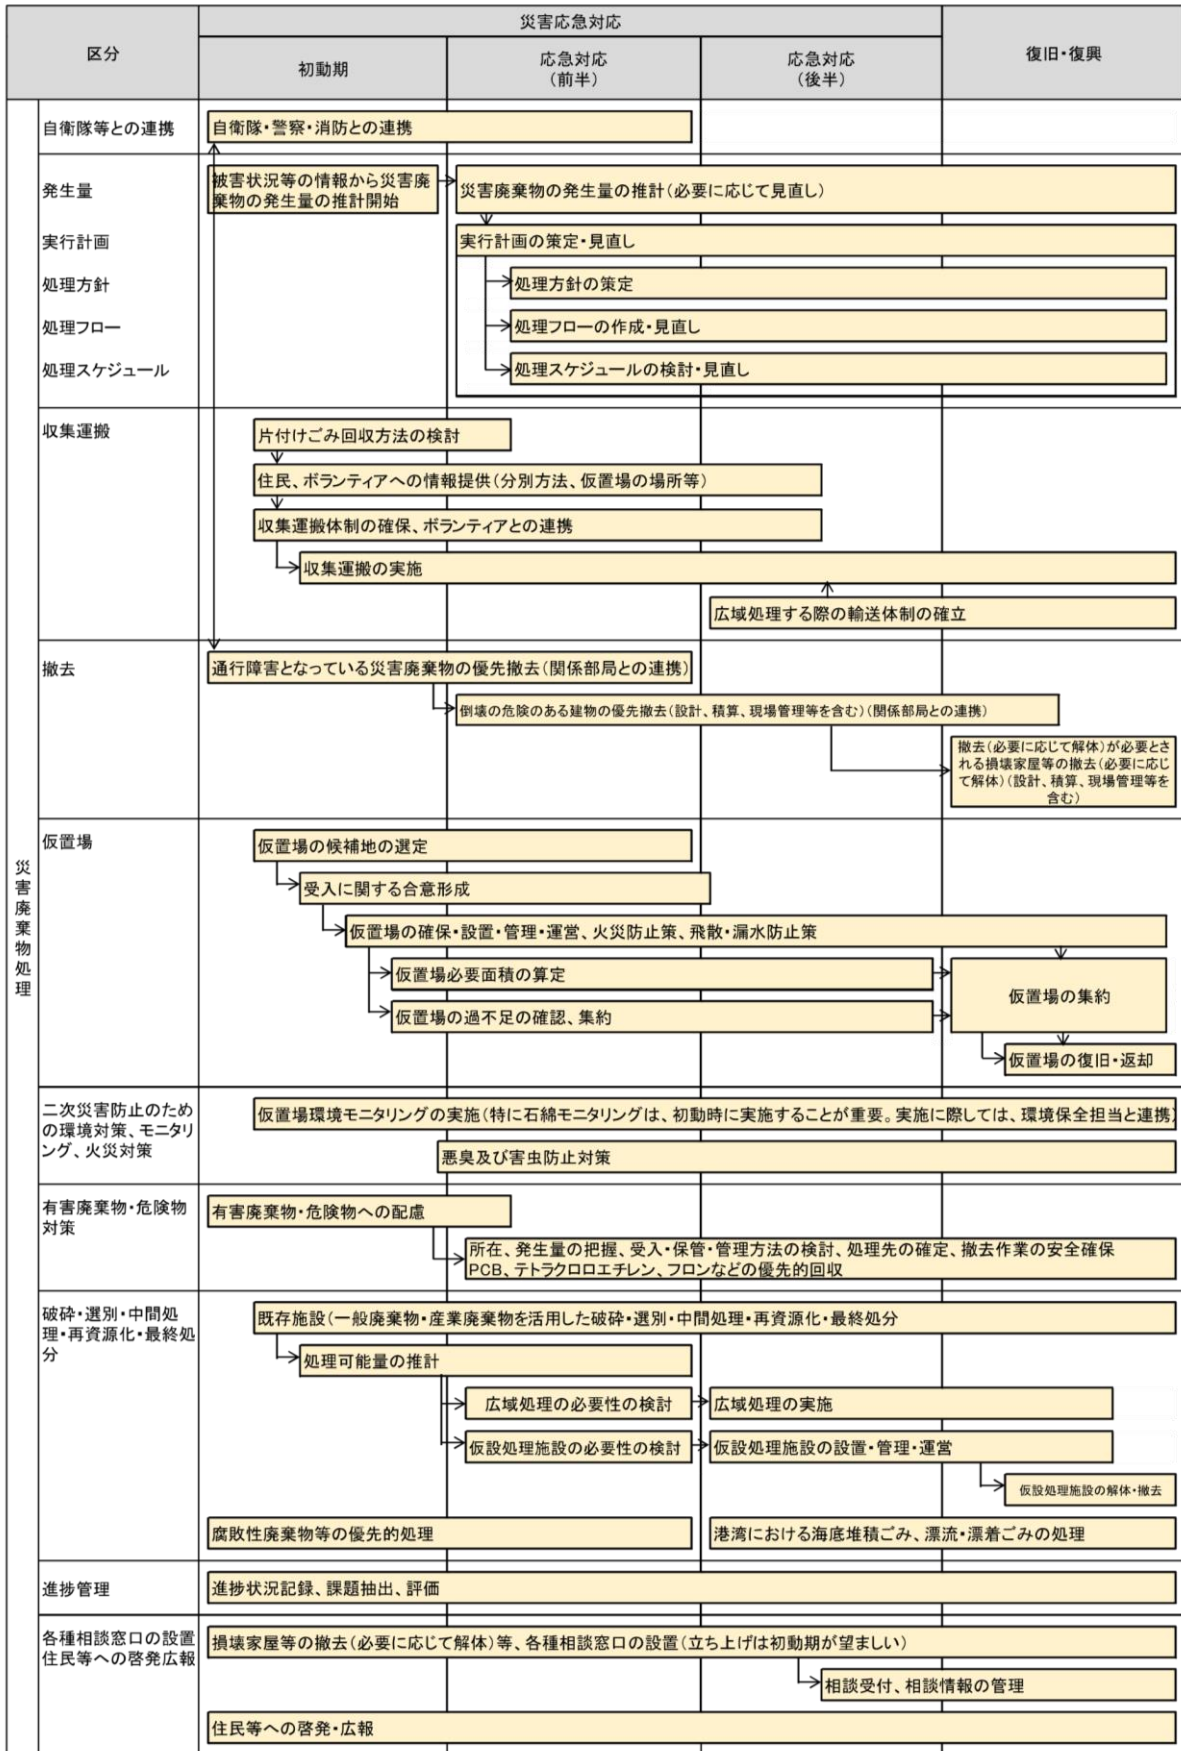 区分
災害応急対応
初動期
応急対応
(前半)
応急対応
(後半)
復旧・復興
災害廃棄物処理
自衛隊等との連携
自衛隊・警察・消防との連携
発生量
被害状況等の情報から災害廃
棄物の発生量の推計開始
災害廃棄物の発生量の推計(必要に応じて見直し)
実行計画
実行計画の策定・見直し
処理方針
処理方針の策定
処理フロー
処理フローの作成・見直し
処理スケジュール
処理スケジュールの検討・見直し
収集運搬
片付けごみ回収方法の検討
住民、ボランティアへの情報提供(分別方法、仮置場の場所等)
収集運搬体制の確保、ボランティアとの連携
収集運搬の実施
広域処理する際の輸送体制の確立
撤去
通行障害となっている災害廃棄物の優先撤去(関係部局との連携)
倒壊の危険のある建物の優先撤去(設計、積算、現場管理等を含む)(関係部局との連携)
撤去(必要に応じて解体)が必要とさ
れる損壊家屋等の撤去(必要に応じ
て解体)(設計、積算、現場管理等を
含む)
仮置場
仮置場の候補地の選定
受入に関する合意形成
仮置場の確保・設置・管理・運営、火災防止策、飛散・漏水防止策
仮置場必要面積の算定
仮置場の過不足の確認、集約
仮置場の集約
仮置場の復旧・返却
二次災害防止のため
の環境対策、モニタリ
ング、火災対策
仮置場環境モニタリングの実施(特に石綿モニタリングは、初動時に実施することが重要。実施に際しては、環境保全担当と連携)
悪臭及び害虫防止対策
有害廃棄物・危険物
対策
有害廃棄物・危険物への配慮
所在、発生量の把握、受入・保管・管理方法の検討、処理先の確定、撤去作業の安全確保
PCB、テトラクロロエチレン、フロンなどの優先的回収
破砕・選別・中間処
理・再資源化・最終処
分
既存施設(一般廃棄物・産業廃棄物を活用した破砕・選別・中間処理・再資源化・最終処分
処理可能量の推計
広域処理の必要性の検討
広域処理の実施
仮設処理施設の必要性の検討
仮設処理施設の設置・管理・運営
仮設処理施設の解体・撤去
腐敗性廃棄物等の優先的処理
港湾における海底堆積ごみ、漂流・漂着ごみの処理
進捗管理
進捗状況記録、課題抽出、評価
各種相談窓口の設置
住民等への啓発広報
損壊家屋等の撤去(必要に応じて解体)等、各種相談窓口の設置(立ち上げは初動期が望ましい)
相談受付、相談情報の管理
住民等への啓発・広報